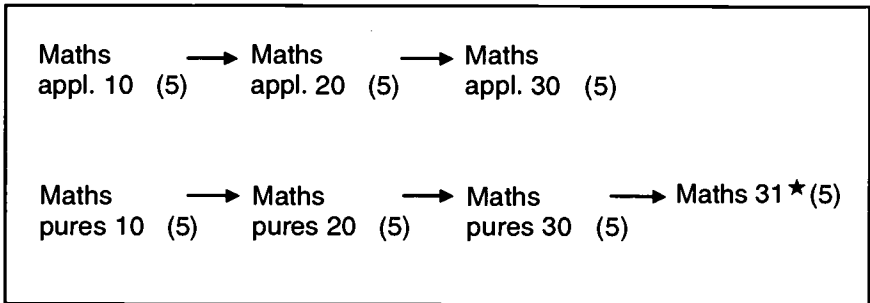 Maths Maths Maths
appl. 10 (5) appl. 20 (5) appl. 30 (5)
Maths Maths Maths Maths 31★(5)
pures 10 (5) pures 20 (5) pures 30 (5)